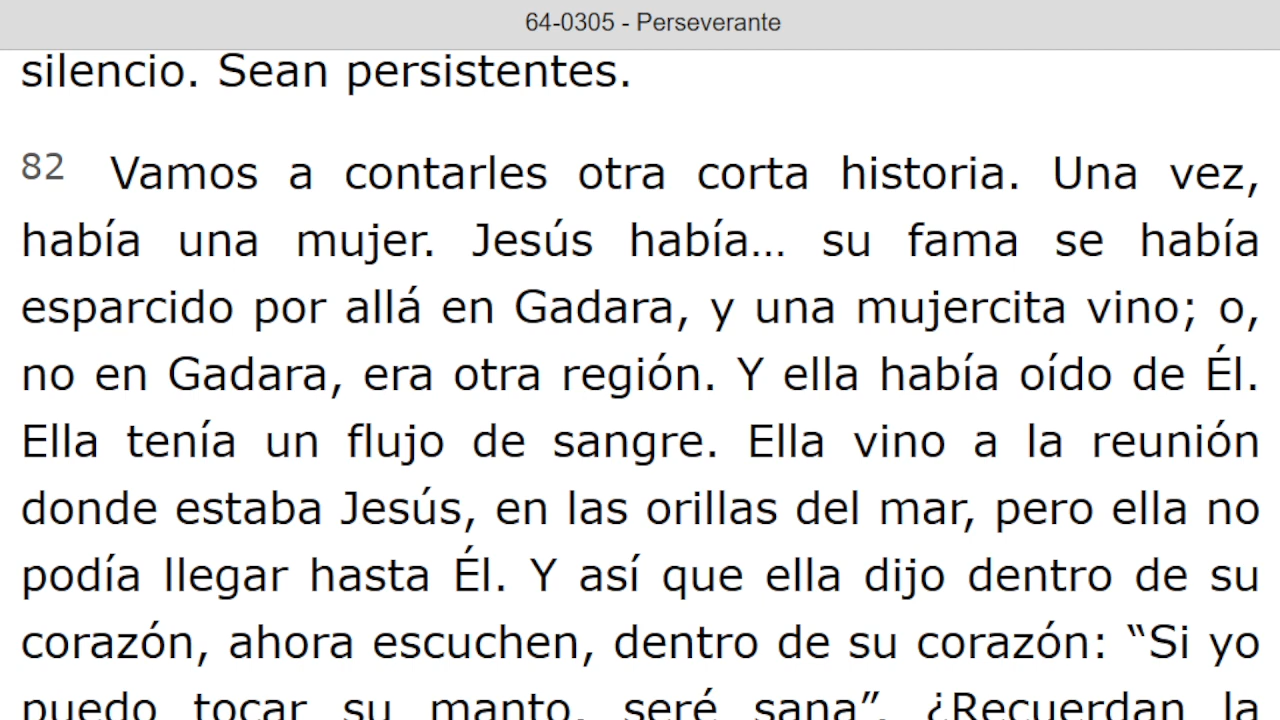 64-0305 - Perseverante
silencio. Sean persistentes.
82 Vamos a contarles otra corta historia. Una vez,
había una mujer. Jesús había… su fama se había
esparcido por allá en Gadara, y una mujercita vino; o,
no en Gadara, era otra región. Y ella había oído de Él.
Ella tenía un flujo de sangre. Ella vino a la reunión
donde estaba Jesús, en las orillas del mar, pero ella no
podía llegar hasta Él. Y así que ella dijo dentro de su
corazón, ahora escuchen, dentro de su corazón: “Si yo
puedo tocar su manto, seré sana”. ¿Recuerdan la